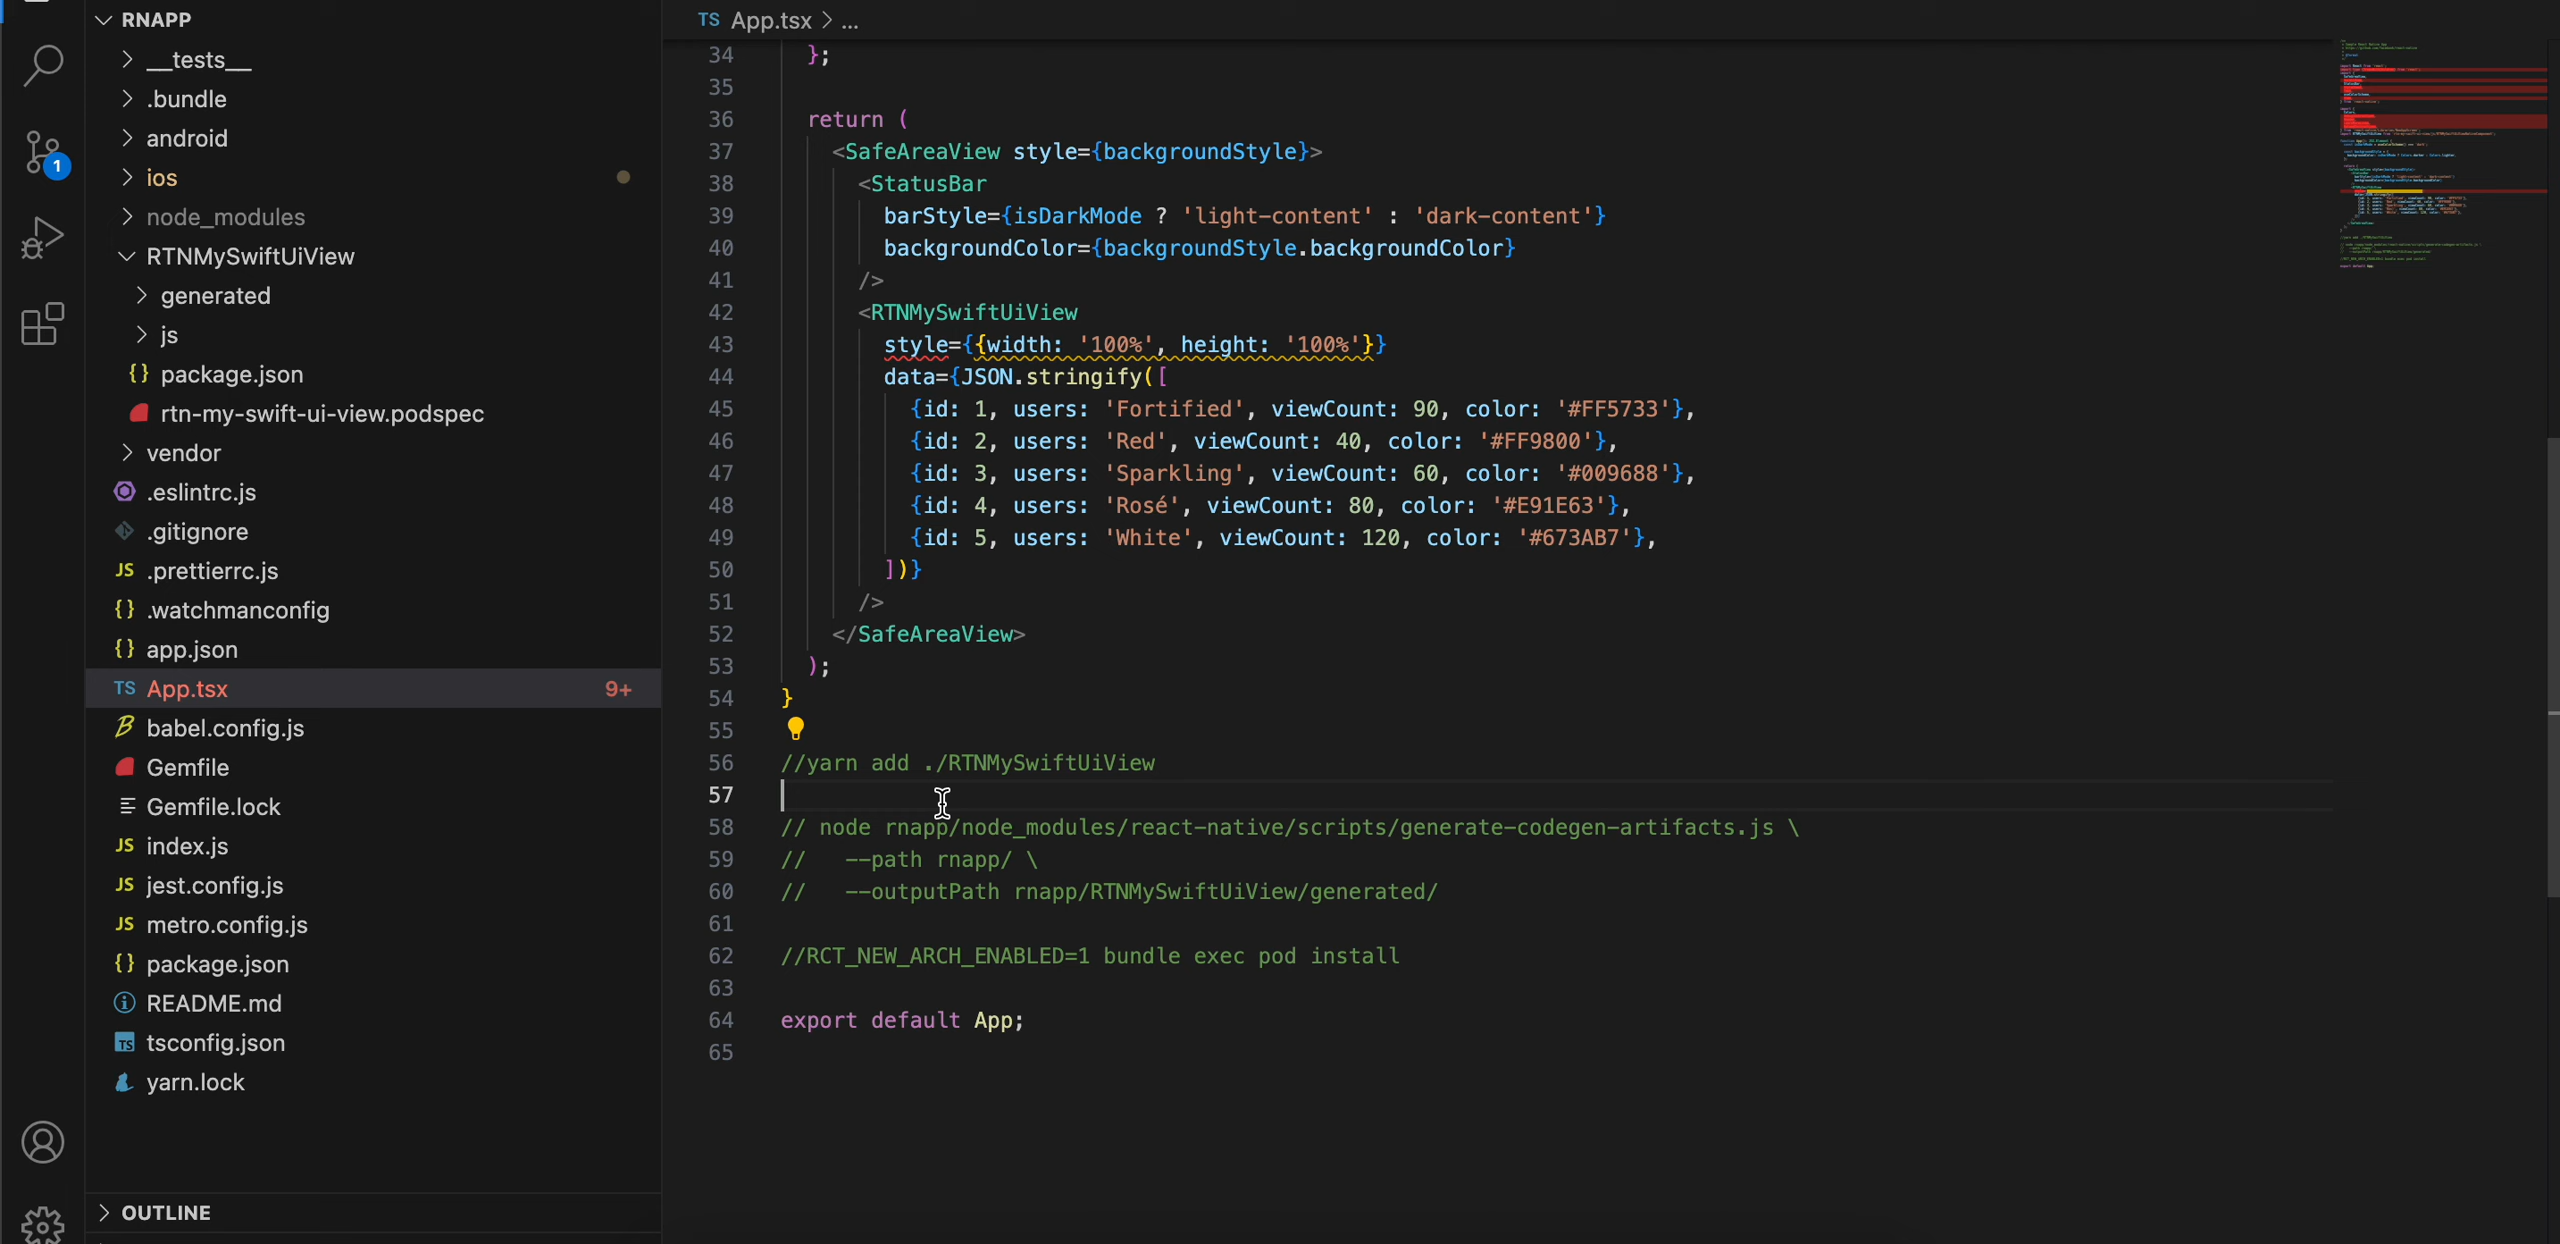 RNAPP
__tests__
.bundle
android
ios
node_modules
RTNMySwiftUiView
generated
js
{} package.json
rtn-my-swift-ui-view.podspec
vendor
.eslintrc.js
.gitignore
JS .prettierrc.js
{} .watchmanconfig
{} app.json
TS App.tsx 9+
babel.config.js
Gemfile
Gemfile.lock
JS index.js
JS jest.config.js
JS metro.config.js
{} package.json
README.md
TS tsconfig.json
yarn.lock
OUTLINE
1
TS App.tsx > ...
34 };
35
36 return (
37 <SafeAreaView style={backgroundStyle}>
38 <StatusBar
39 barStyle={isDarkMode ? 'light-content' : 'dark-content'}
40 backgroundColor={backgroundStyle.backgroundColor}
41 />
42 <RTNMySwiftUiView
43 style={{width: '100%', height: '100%'}}
44 data={JSON.stringify([
45 {id: 1, users: 'Fortified', viewCount: 90, color: '#FF5733'},
46 {id: 2, users: 'Red', viewCount: 40, color: '#FF9800'},
47 {id: 3, users: 'Sparkling', viewCount: 60, color: '#009688'},
48 {id: 4, users: 'Rosé', viewCount: 80, color: '#E91E63'},
49 {id: 5, users: 'White', viewCount: 120, color: '#673AB7'},
50 ])}
51 />
52 </SafeAreaView>
53 );
54 }
55
56 //yarn add ./RTNMySwiftUiView
57
58 // node rnapp/node_modules/react-native/scripts/generate-codegen-artifacts.js \
59 // --path rnapp/ \
60 // --outputPath rnapp/RTNMySwiftUiView/generated/
61
62 //RCT_NEW_ARCH_ENABLED=1 bundle exec pod install
63
64 export default App;
65